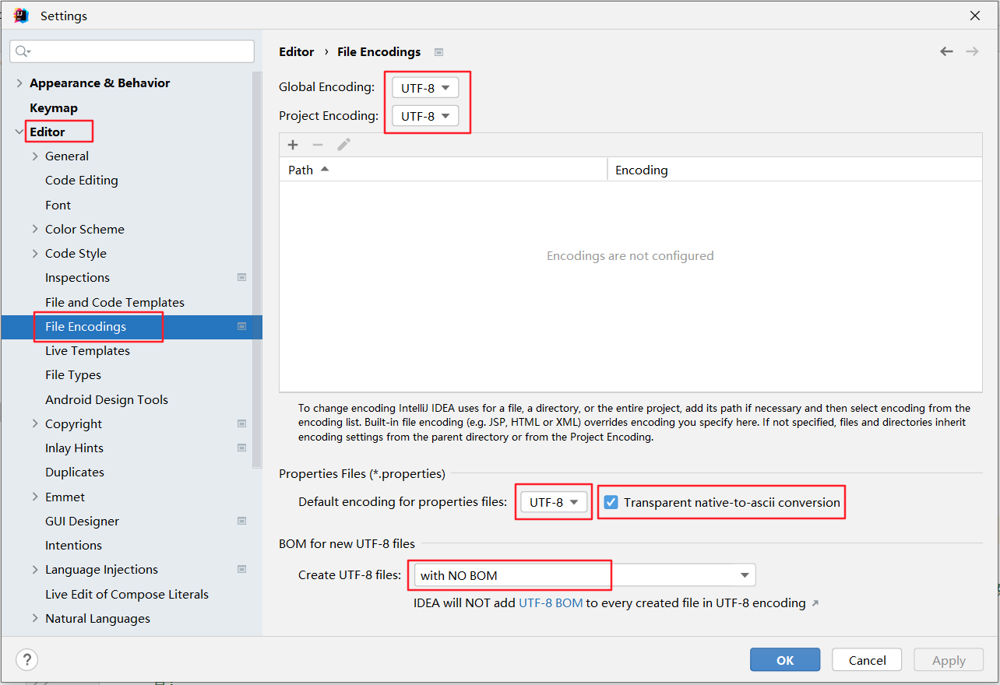 Settings
Appearance & Behavior
Keymap
Editor
General
Code Editing
Font
Color Scheme
Code Style
Inspections
File and Code Templates
File Encodings
Live Templates
File Types
Android Design Tools
Copyright
Inlay Hints
Duplicates
Emmet
GUI Designer
Intentions
Language Injections
Live Edit of Compose Literals
Natural Languages
Editor › File Encodings
Global Encoding: UTF-8
Project Encoding: UTF-8
Path Encoding
Encodings are not configured
To change encoding IntelliJ IDEA uses for a file, a directory, or the entire project, add its path if necessary and then select encoding from the
encoding list. Built-in file encoding (e.g. JSP, HTML or XML) overrides encoding you specify here. If not specified, files and directories inherit
encoding settings from the parent directory or from the Project Encoding.
Properties Files (*.properties)
Default encoding for properties files: UTF-8 Transparent native-to-ascii conversion
BOM for new UTF-8 files
Create UTF-8 files: with NO BOM
IDEA will NOT add UTF-8 BOM to every created file in UTF-8 encoding ↗
? OK Cancel Apply